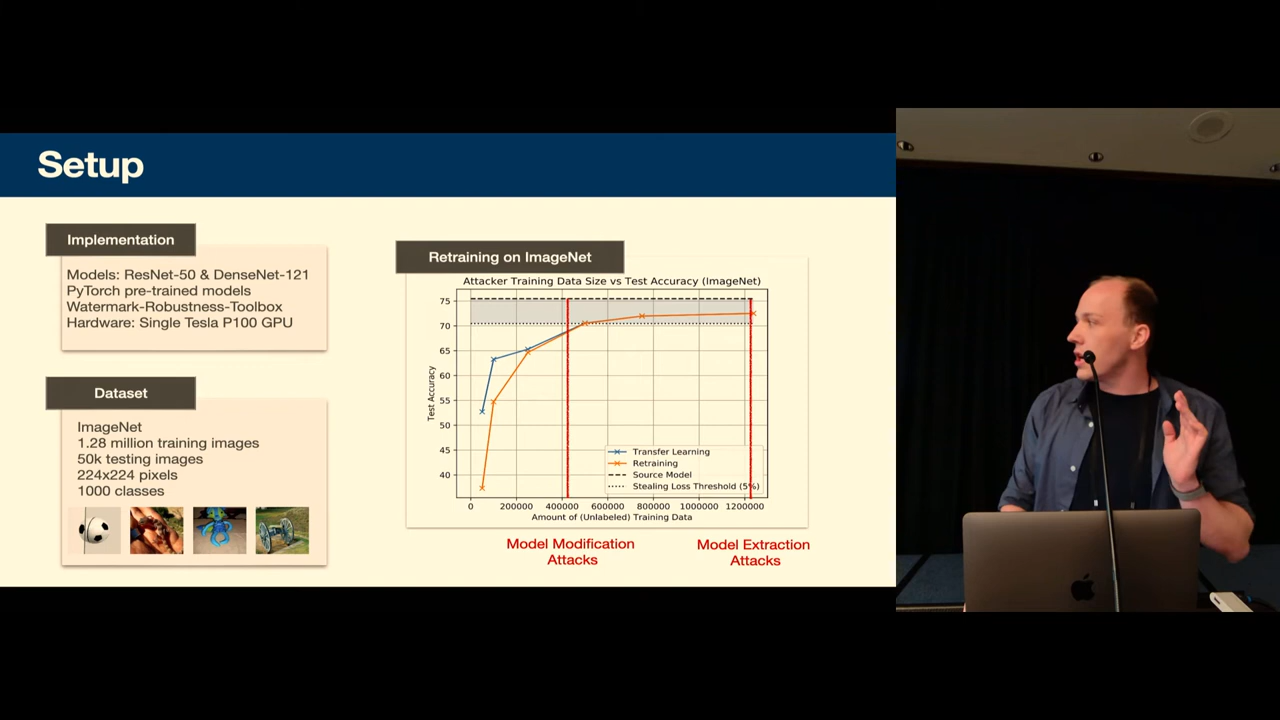 Setup
Implementation
Models: ResNet-50 & DenseNet-121
PyTorch pre-trained models
Watermark-Robustness-Toolbox
Hardware: Single Tesla P100 GPU
Dataset
ImageNet
1.28 million training images
50k testing images
224x224 pixels
1000 classes
Retraining on ImageNet
Attacker Training Data Size vs Test Accuracy (ImageNet)
75
70
65
60
55
50
45
40
Test Accuracy
Transfer Learning
Retraining
Source Model
Stealing Loss Threshold (5%)
0 200000 400000 600000 800000 1000000 1200000
Amount of (Unlabeled) Training Data
Model Modification
Attacks
Model Extraction
Attacks